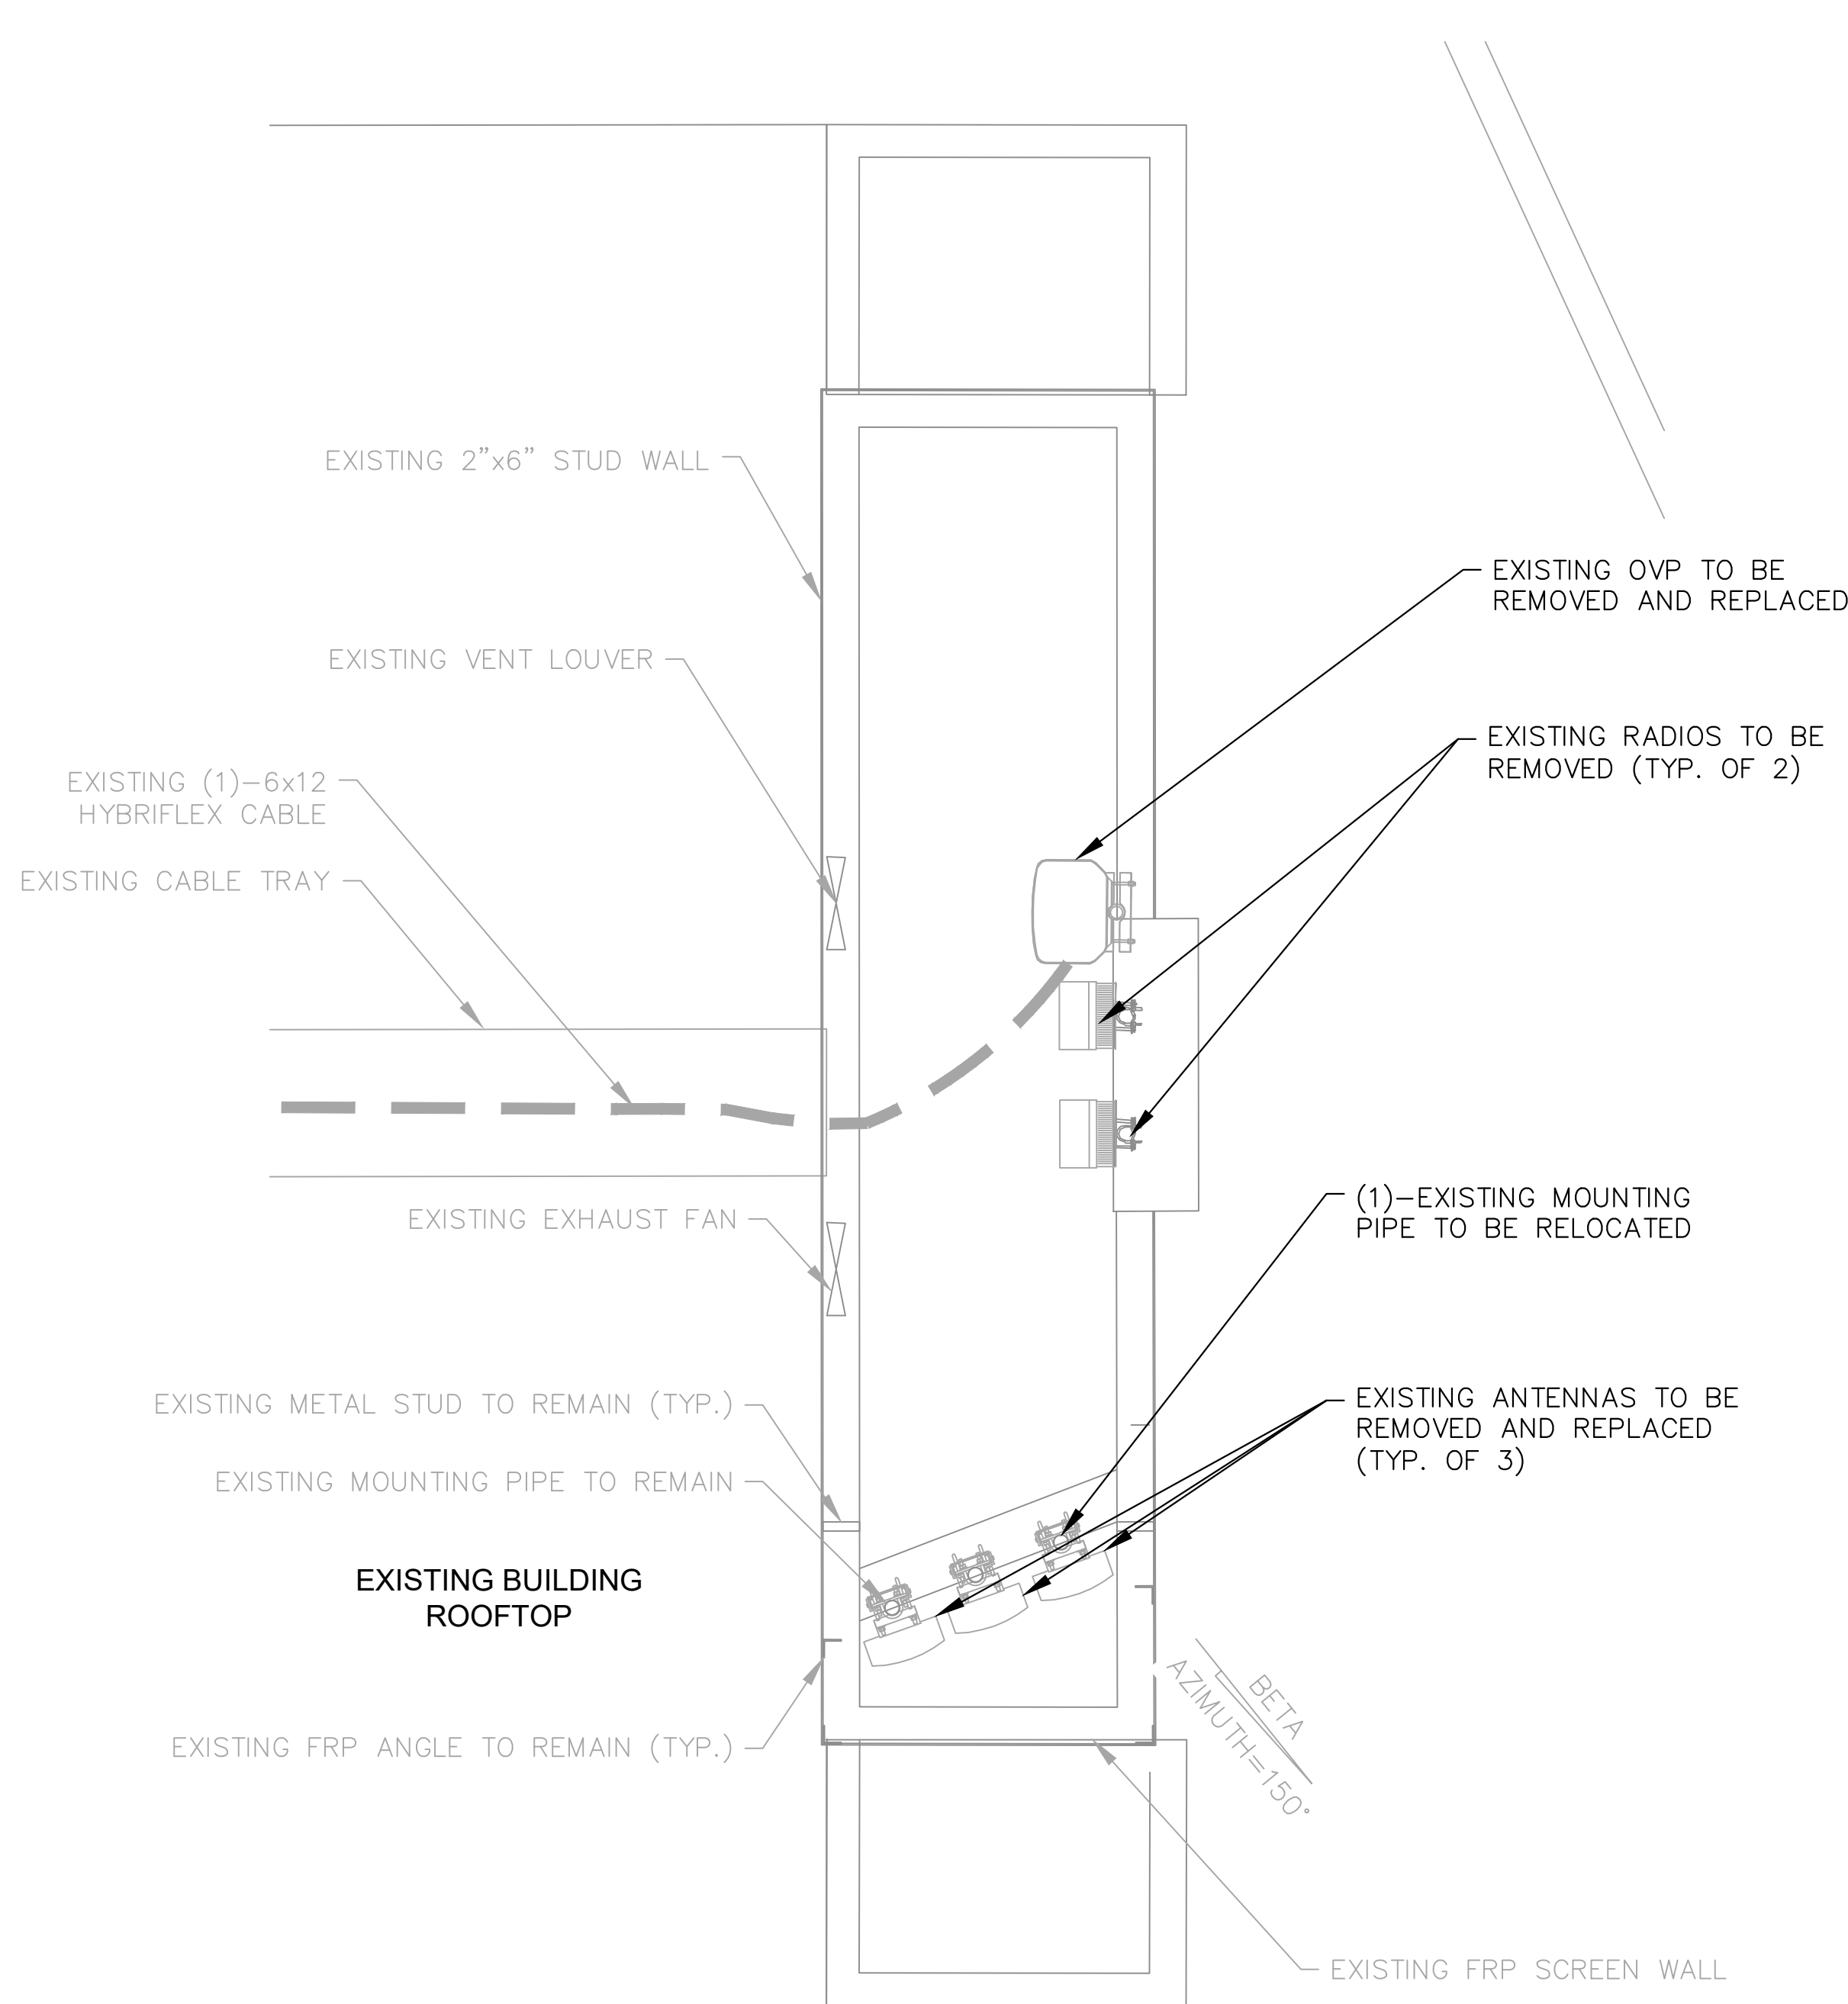 EXISTING 2"x6" STUD WALL
EXISTING OVP TO BE
REMOVED AND REPLACED
EXISTING VENT LOUVER
EXISTING RADIOS TO BE
REMOVED (TYP. OF 2)
EXISTING (1)-6x12
HYBRIFLEX CABLE
EXISTING CABLE TRAY
(1)-EXISTING MOUNTING
PIPE TO BE RELOCATED
EXISTING EXHAUST FAN
EXISTING METAL STUD TO REMAIN (TYP.)
EXISTING ANTENNAS TO BE
REMOVED AND REPLACED
(TYP. OF 3)
EXISTING MOUNTING PIPE TO REMAIN
EXISTING BUILDING
ROOFTOP
BETA
AZIMUTH=150°
EXISTING FRP ANGLE TO REMAIN (TYP.)
EXISTING FRP SCREEN WALL